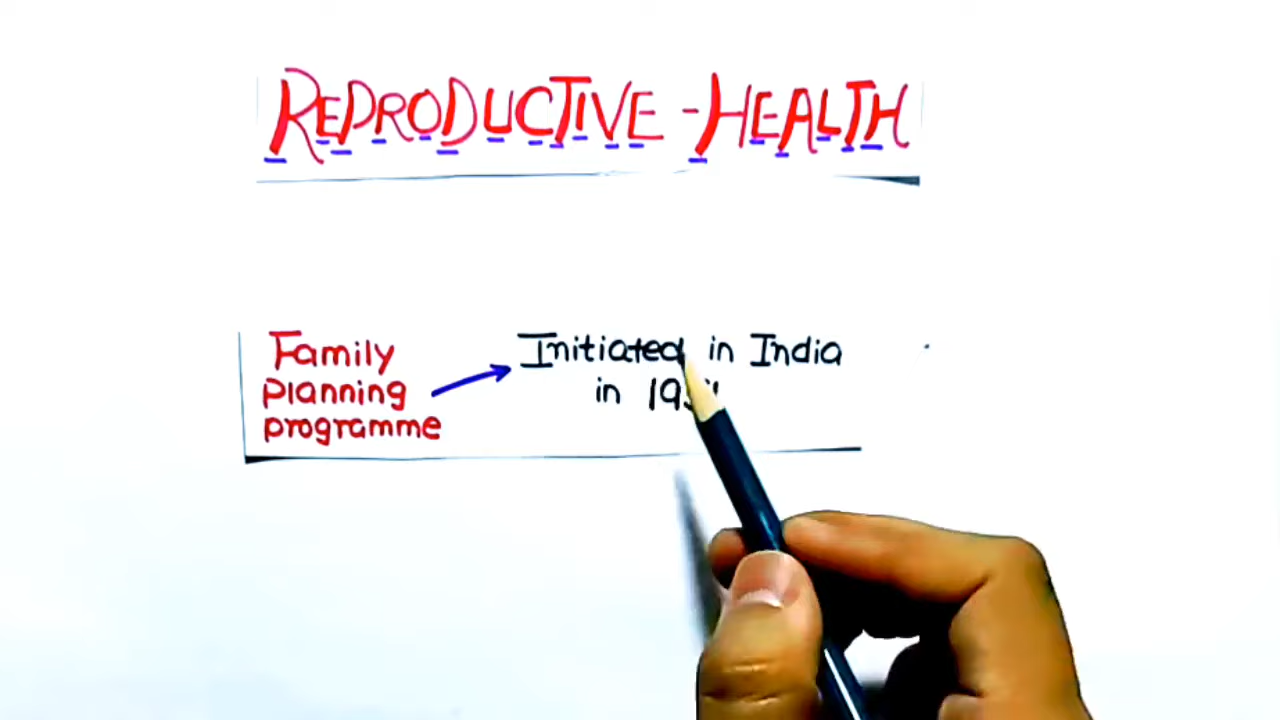 REPRODUCTIVE-HEALTH
Family
planning
programme
Initiated in India
in